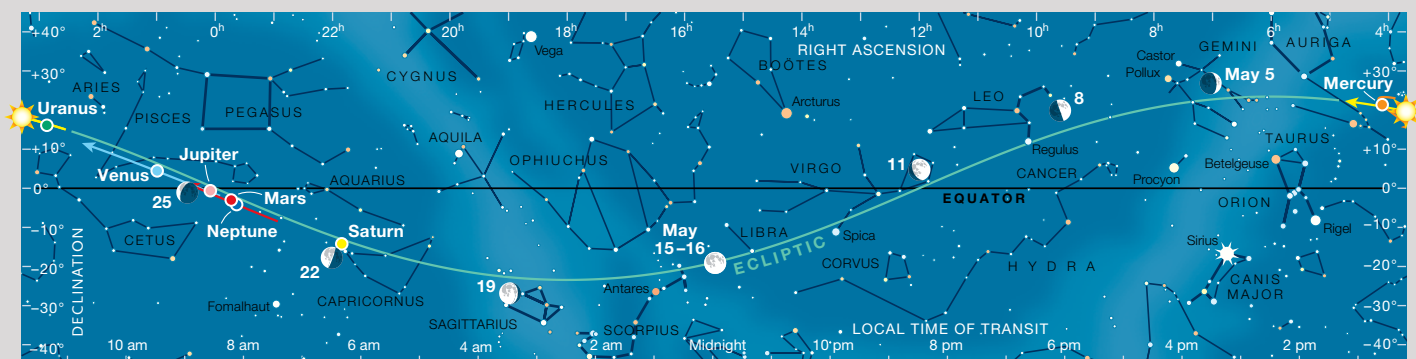 +40° 2ʰ 0ʰ 22ʰ 20ʰ 18ʰ 16ʰ 14ʰ 12ʰ 10ʰ 8ʰ 6ʰ 4ʰ
RIGHT ASCENSION
Vega
BOÖTES
GEMINI
AURIGA
Castor
Pollux
+30°
ARIES
CYGNUS
May 5
+30°
Mercury
Uranus
PISCES
PEGASUS
HERCULES
Arcturus
LEO
8
+10°
AQUILA
TAURUS
+10°
Jupiter
OPHIUCHUS
VIRGO
11
Regulus
Betelgeuse
Venus
AQUARIUS
CANCER
Procyon
0°
25
Mars
EQUATOR
0°
ORION
−10°
Neptune
Saturn
May
15–16
LIBRA
Spica
Rigel
−10°
CETUS
ECLIPTIC
Sirius
−20°
22
CORVUS
HYDRA
−20°
DECLINATION
19
Antares
CANIS
MAJOR
−30°
Fomalhaut
CAPRICORNUS
SAGITTARIUS
SCORPIUS
LOCAL TIME OF TRANSIT
−30°
−40° 10 am 8 am 6 am 4 am 2 am Midnight 10 pm 8 pm 6 pm 4 pm 2 pm −40°